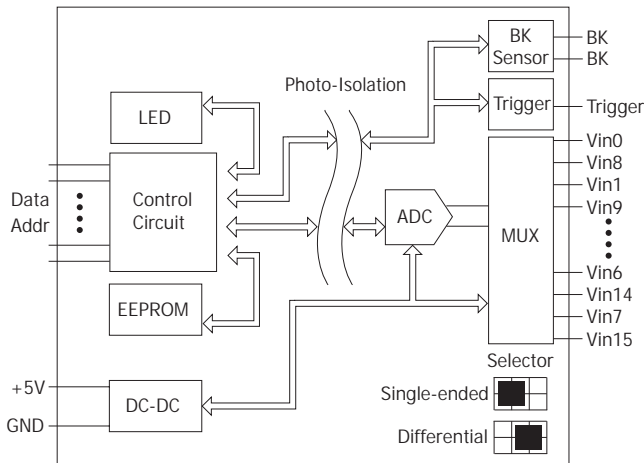 BK
Sensor
BK
BK
Photo-Isolation
LED
Trigger
Trigger
Vin0
Vin8
Vin1
Vin9
Data
Addr
Control
Circuit
ADC
MUX
EEPROM
Vin6
Vin14
Vin7
Vin15
+5V
GND
DC-DC
Selector
Single-ended
Differential